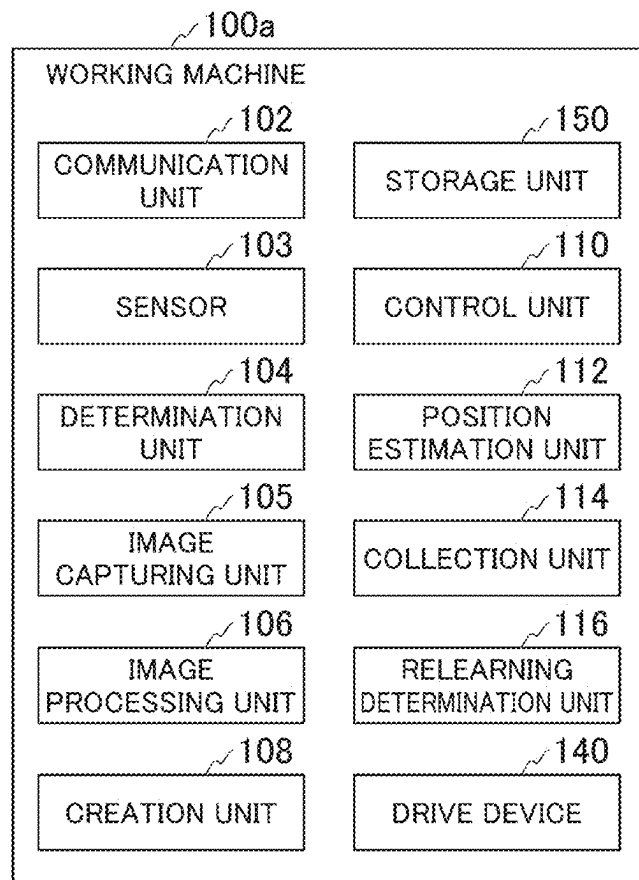 100a
WORKING MACHINE
102
COMMUNICATION
UNIT
150
STORAGE UNIT
103
SENSOR
110
CONTROL UNIT
104
DETERMINATION
UNIT
112
POSITION
ESTIMATION UNIT
105
IMAGE
CAPTURING UNIT
114
COLLECTION UNIT
106
IMAGE
PROCESSING UNIT
116
RELEARNING
DETERMINATION UNIT
108
CREATION UNIT
140
DRIVE DEVICE